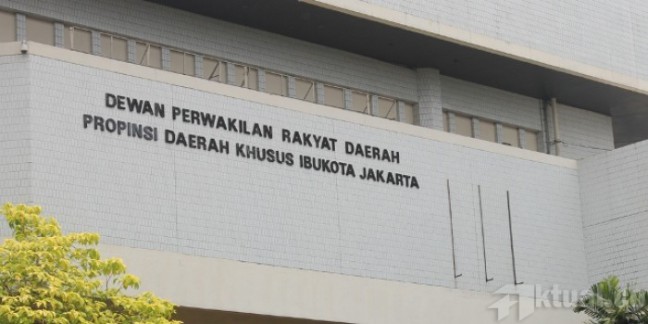 DEWAN PERWAKILAN RAKYAT DAERAH
PROPINSI DAERAH KHUSUS IBUKOTA JAKARTA